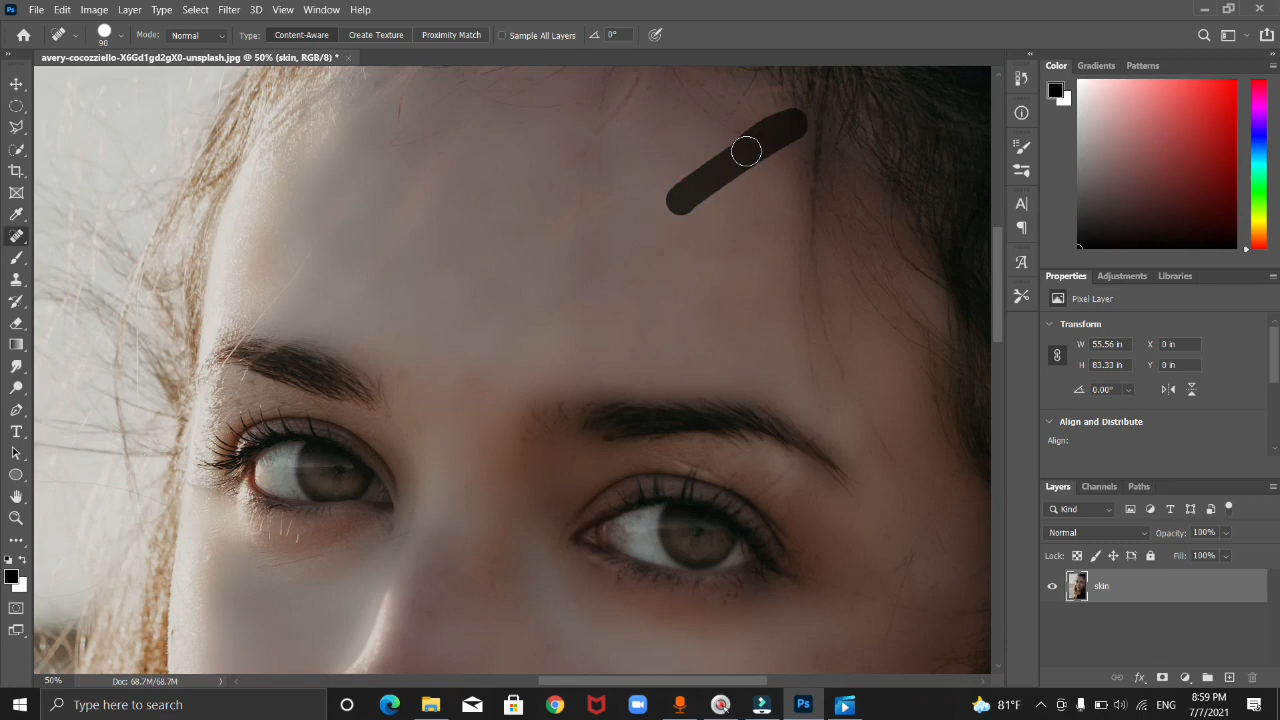 Ps File Edit Image Layer Type Select Filter 3D View Window Help
90 Mode: Normal Type: Content-Aware Create Texture Proximity Match Sample All Layers 0°
avery-cocozziello-X6Gd1gd2gX0-unsplash.jpg @ 50% (skin, RGB/8) *
Color Gradients Patterns
Properties Adjustments Libraries
Pixel Layer
Transform
W 55.56 in X 0 in
H 83.33 in Y 0 in
0.00°
Align and Distribute
Align:
Layers Channels Paths
Kind
Normal Opacity: 100%
Lock: Fill: 100%
skin
50% Doc: 68.7M/68.7M
Type here to search
Ps
81°F
ENG
8:59 PM
7/7/2021